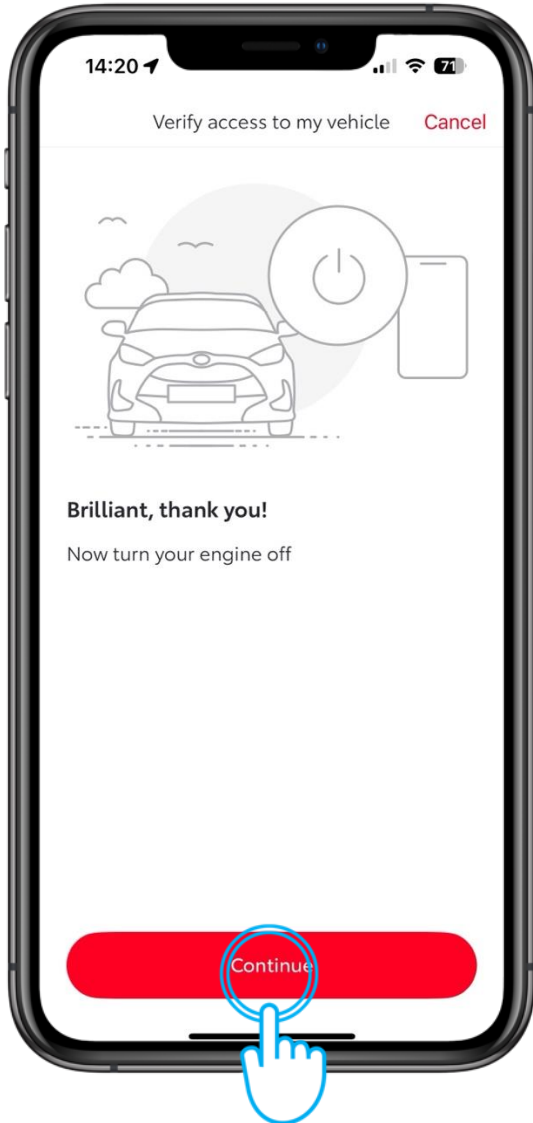 14:20
71
Verify access to my vehicle
Cancel
Brilliant, thank you!
Now turn your engine off
Continue